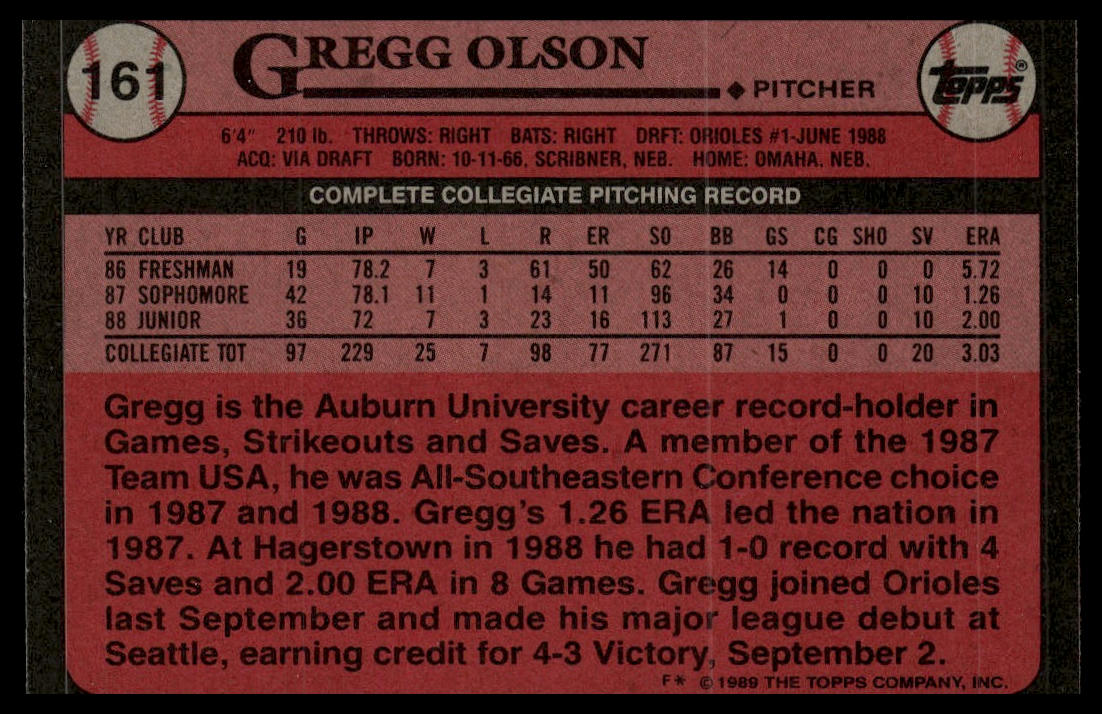 161
GREGG OLSON
◆ PITCHER
Topps®
6'4" 210 lb. THROWS: RIGHT BATS: RIGHT DRFT: ORIOLES #1-JUNE 1988
ACQ: VIA DRAFT BORN: 10-11-66, SCRIBNER, NEB. HOME: OMAHA, NEB.
COMPLETE COLLEGIATE PITCHING RECORD
YR CLUB G IP W L R ER SO BB GS CG SHO SV ERA
86 FRESHMAN 19 78.2 7 3 61 50 62 26 14 0 0 0 5.72
87 SOPHOMORE 42 78.1 11 1 14 11 96 34 0 0 0 10 1.26
88 JUNIOR 36 72 7 3 23 16 113 27 1 0 0 10 2.00
COLLEGIATE TOT 97 229 25 7 98 77 271 87 15 0 0 20 3.03
Gregg is the Auburn University career record-holder in
Games, Strikeouts and Saves. A member of the 1987
Team USA, he was All-Southeastern Conference choice
in 1987 and 1988. Gregg's 1.26 ERA led the nation in
1987. At Hagerstown in 1988 he had 1-0 record with 4
Saves and 2.00 ERA in 8 Games. Gregg joined Orioles
last September and made his major league debut at
Seattle, earning credit for 4-3 Victory, September 2.
F* © 1989 THE TOPPS COMPANY, INC.